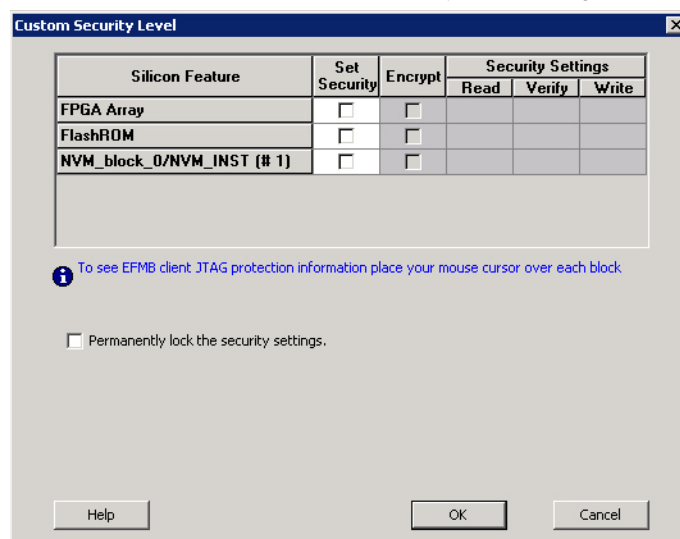 Custom Security Level
Silicon Feature Set Security Encrypt Security Settings
Read Verify Write
FPGA Array
FlashROM
NVM_block_0/NVM_INST (# 1)
To see EFMB client JTAG protection information place your mouse cursor over each block
Permanently lock the security settings.
Help OK Cancel